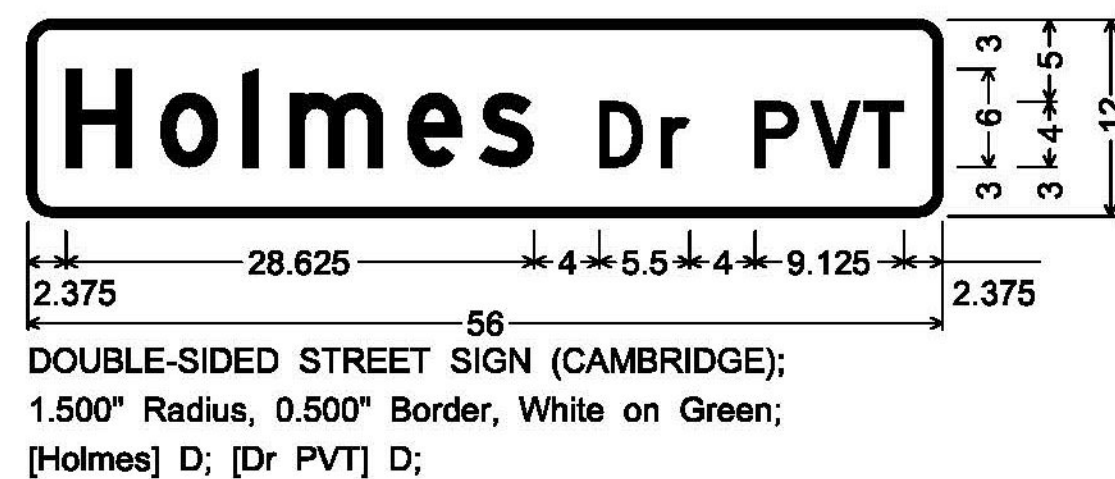 Holmes Dr PVT
3
5
6
4
12
3
3
28.625 4 5.5 4 9.125
2.375 2.375
56
DOUBLE-SIDED STREET SIGN (CAMBRIDGE);
1.500" Radius, 0.500" Border, White on Green;
[Holmes] D; [Dr PVT] D;